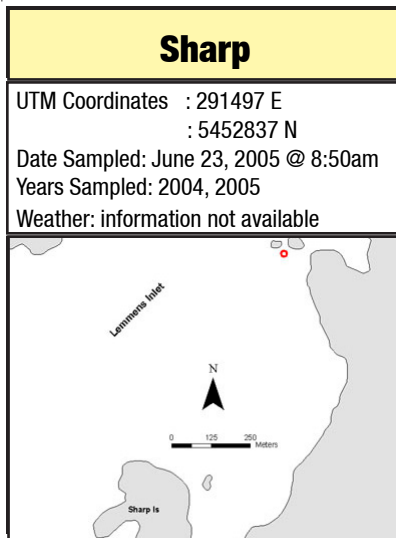 Sharp
UTM Coordinates : 291497 E
: 5452837 N
Date Sampled: June 23, 2005 @ 8:50am
Years Sampled: 2004, 2005
Weather: information not available
Lemmens Inlet
N
0 125 250
Meters
Sharp Is